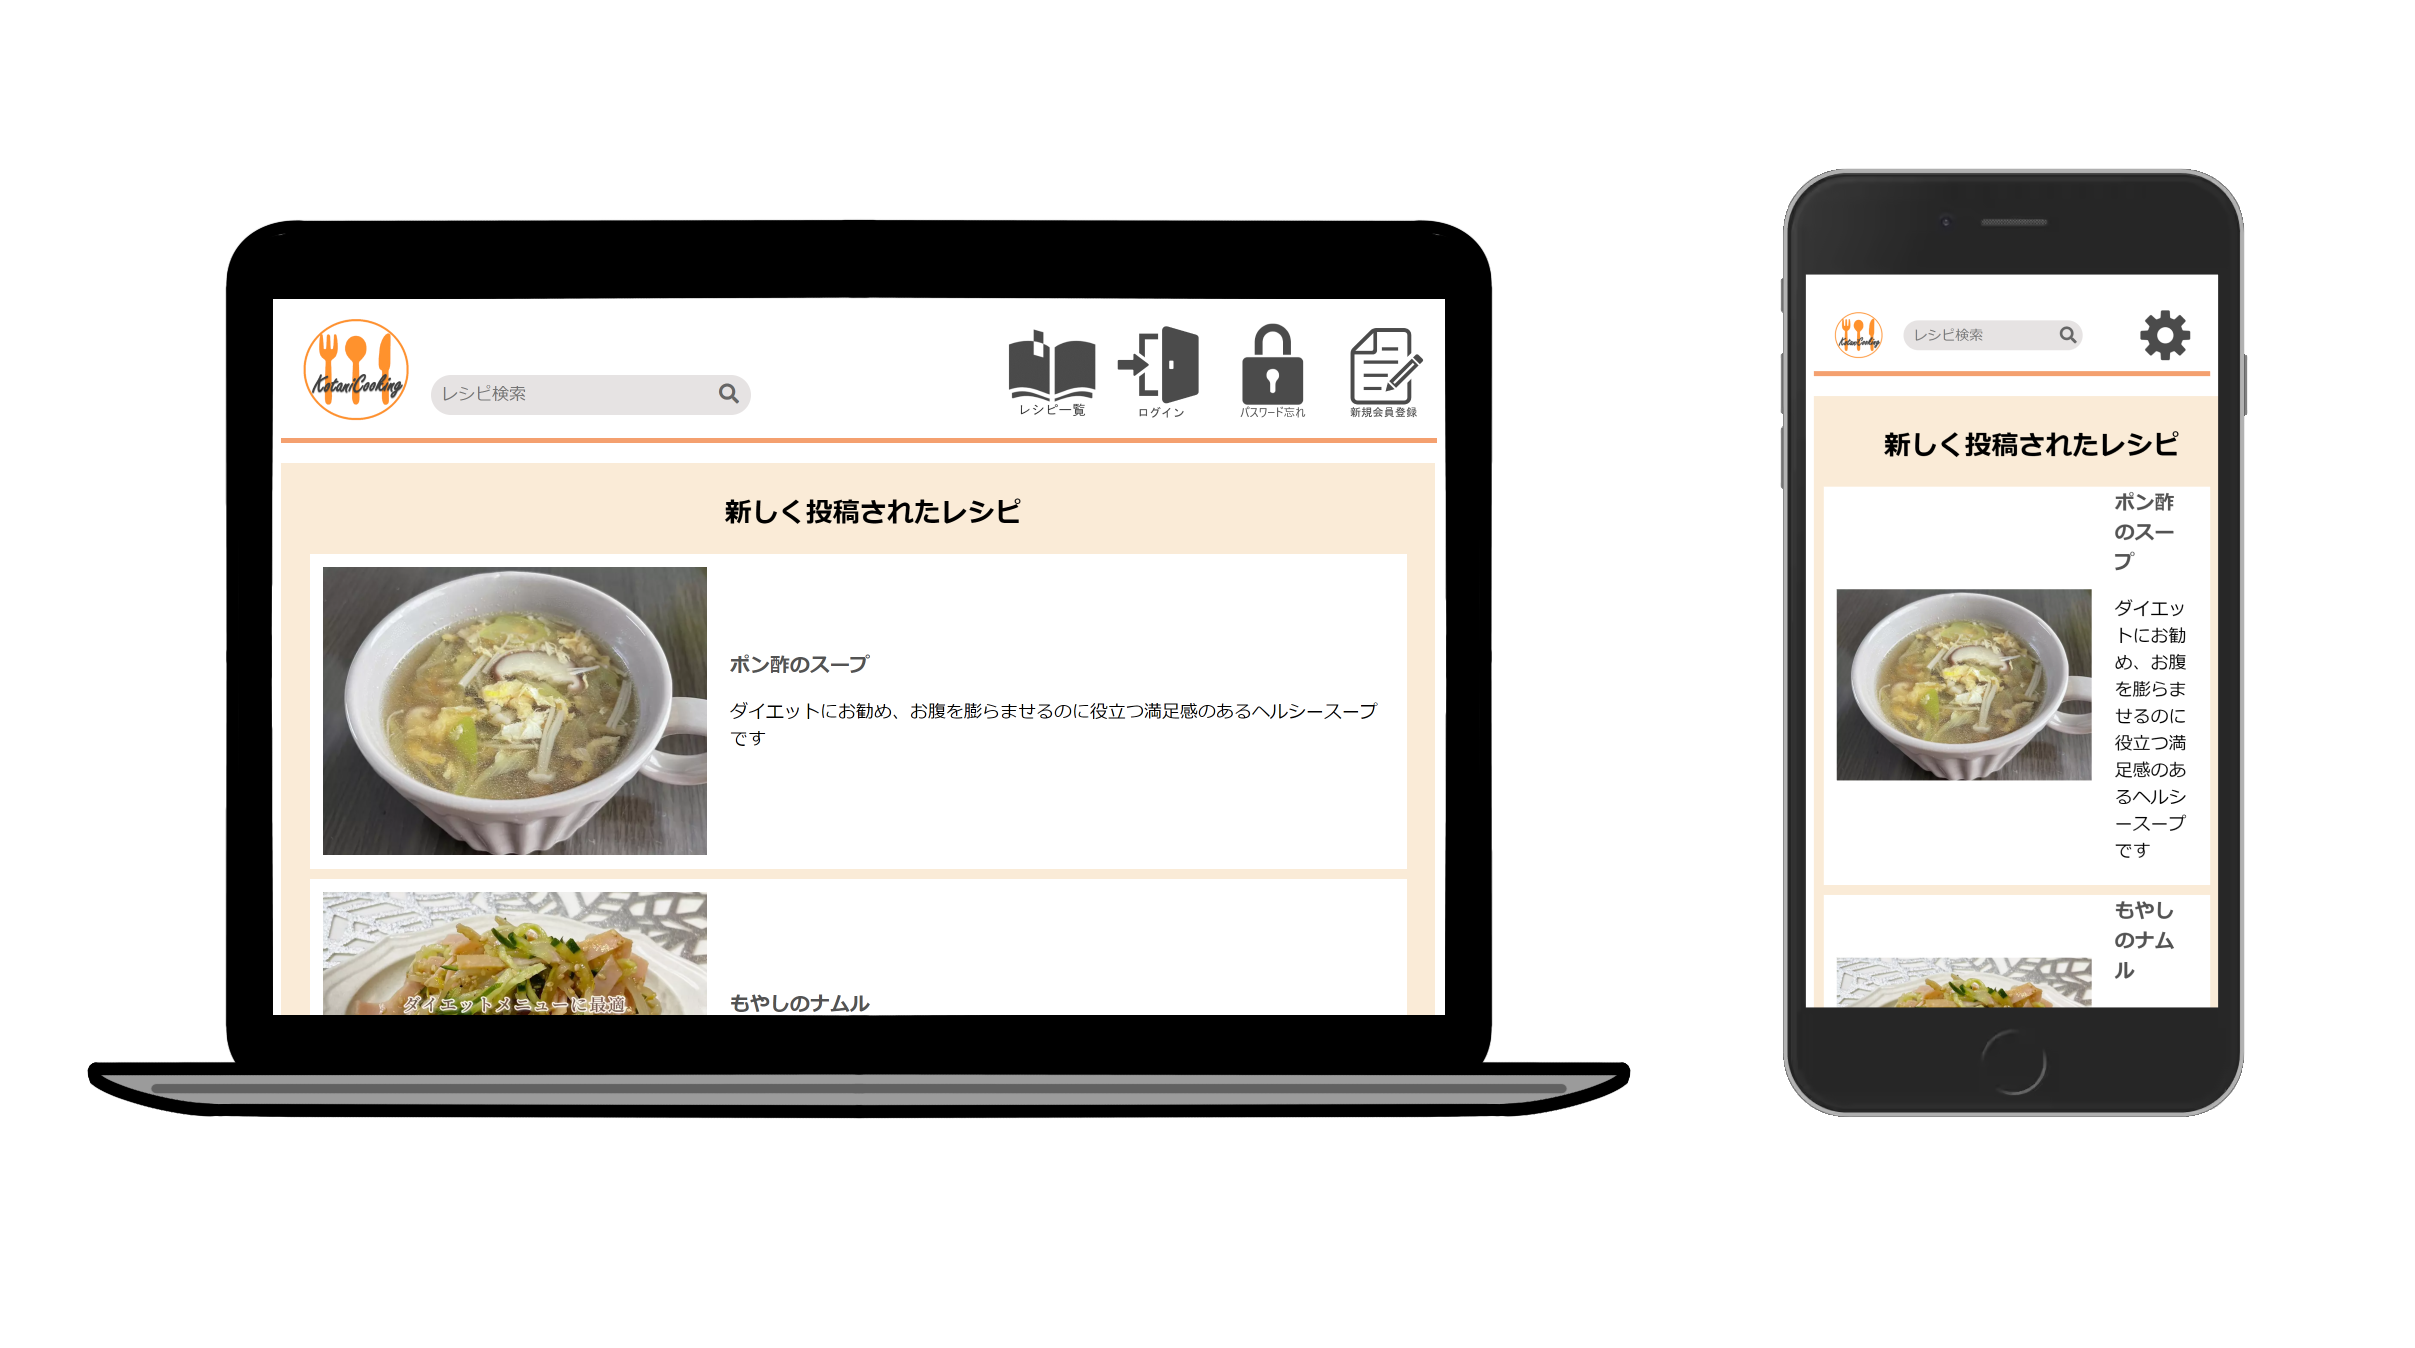 KotaniCooking
レシピ検索
レシピ一覧
ログイン
パスワード忘れ
新規会員登録
新しく投稿されたレシピ
ポン酢のスープ
ダイエットにお勧め、お腹を膨らませるのに役立つ満足感のあるヘルシースープ
です
ダイエットメニューに最適
もやしのナムル
KotaniCooking
レシピ検索
新しく投稿されたレシピ
ポン酢
のスー
プ
ダイエッ
トにお勧
め、お腹
を膨らま
せるのに
役立つ満
足感のあ
るヘルシ
ースープ
です
もやし
のナム
ル